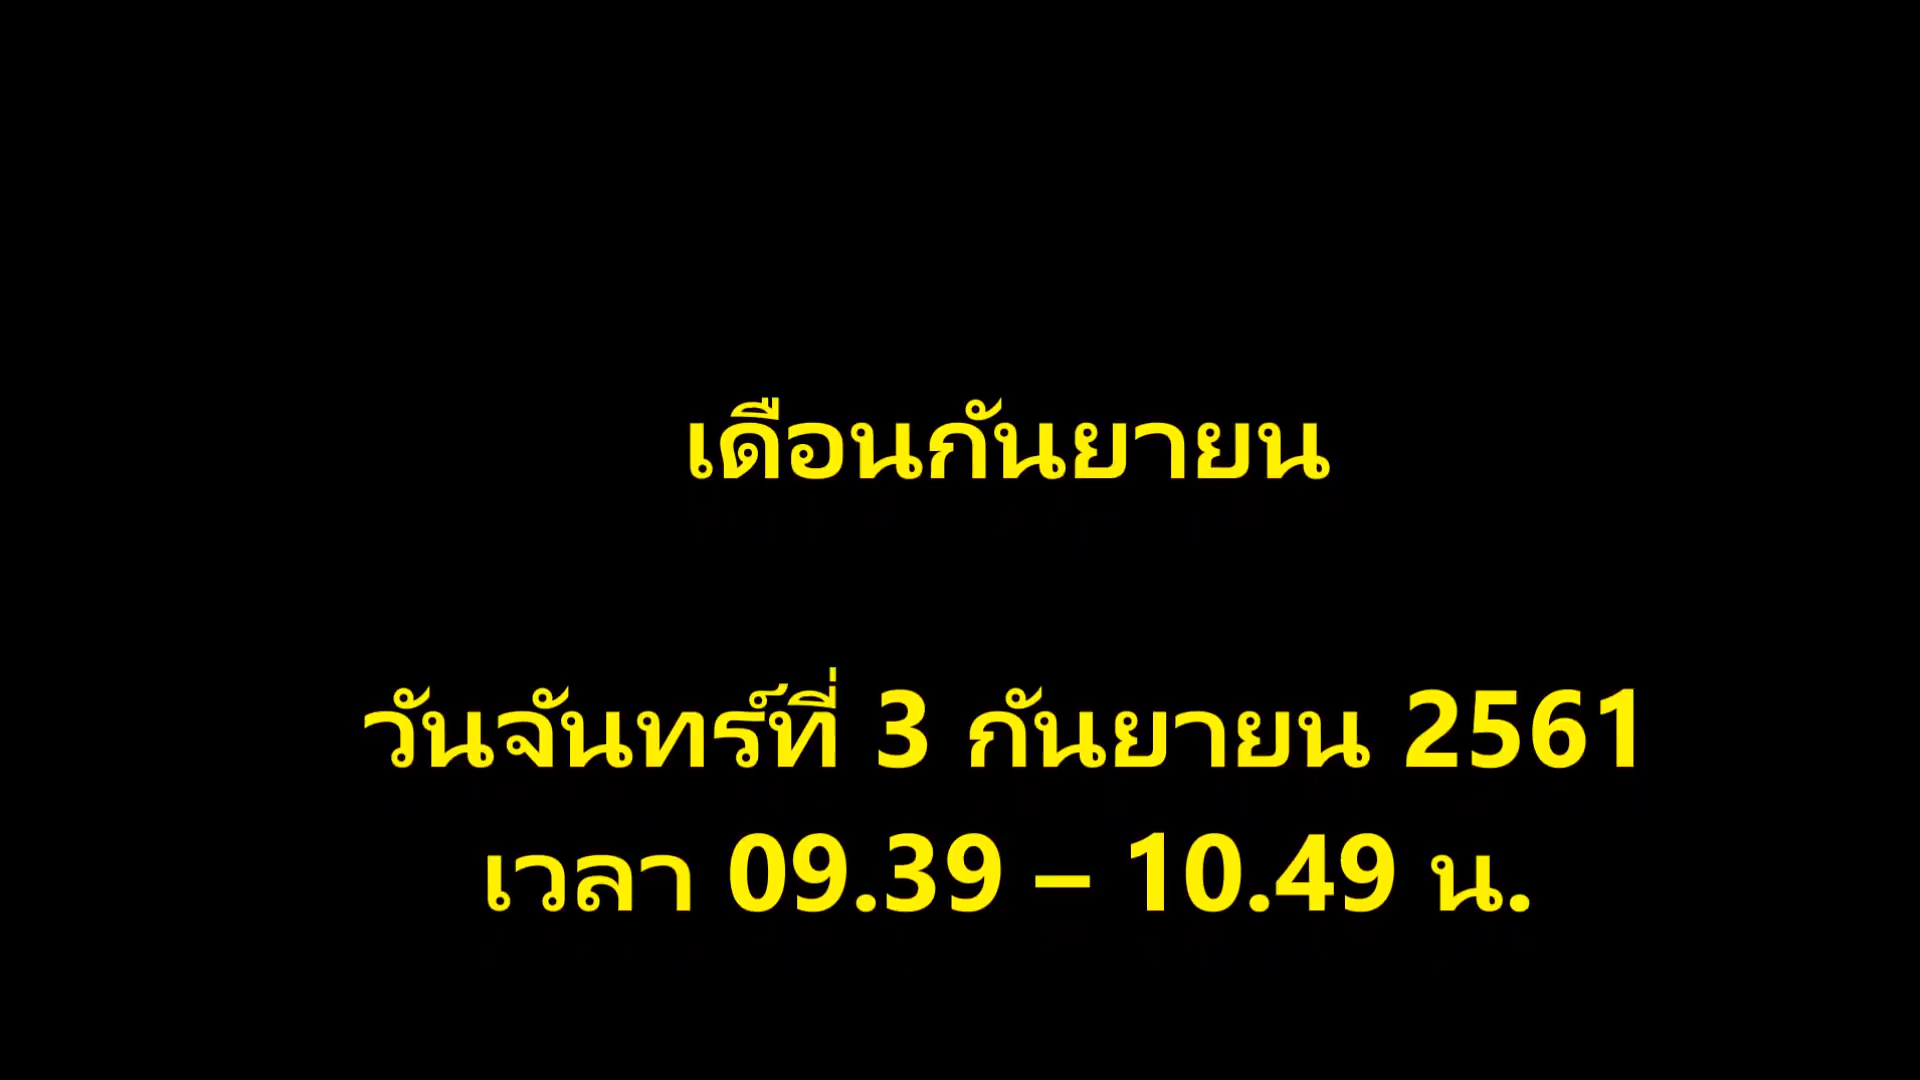 เดือนกันยายน
วันจันทร์ที่ 3 กันยายน 2561
เวลา 09.39 – 10.49 น.